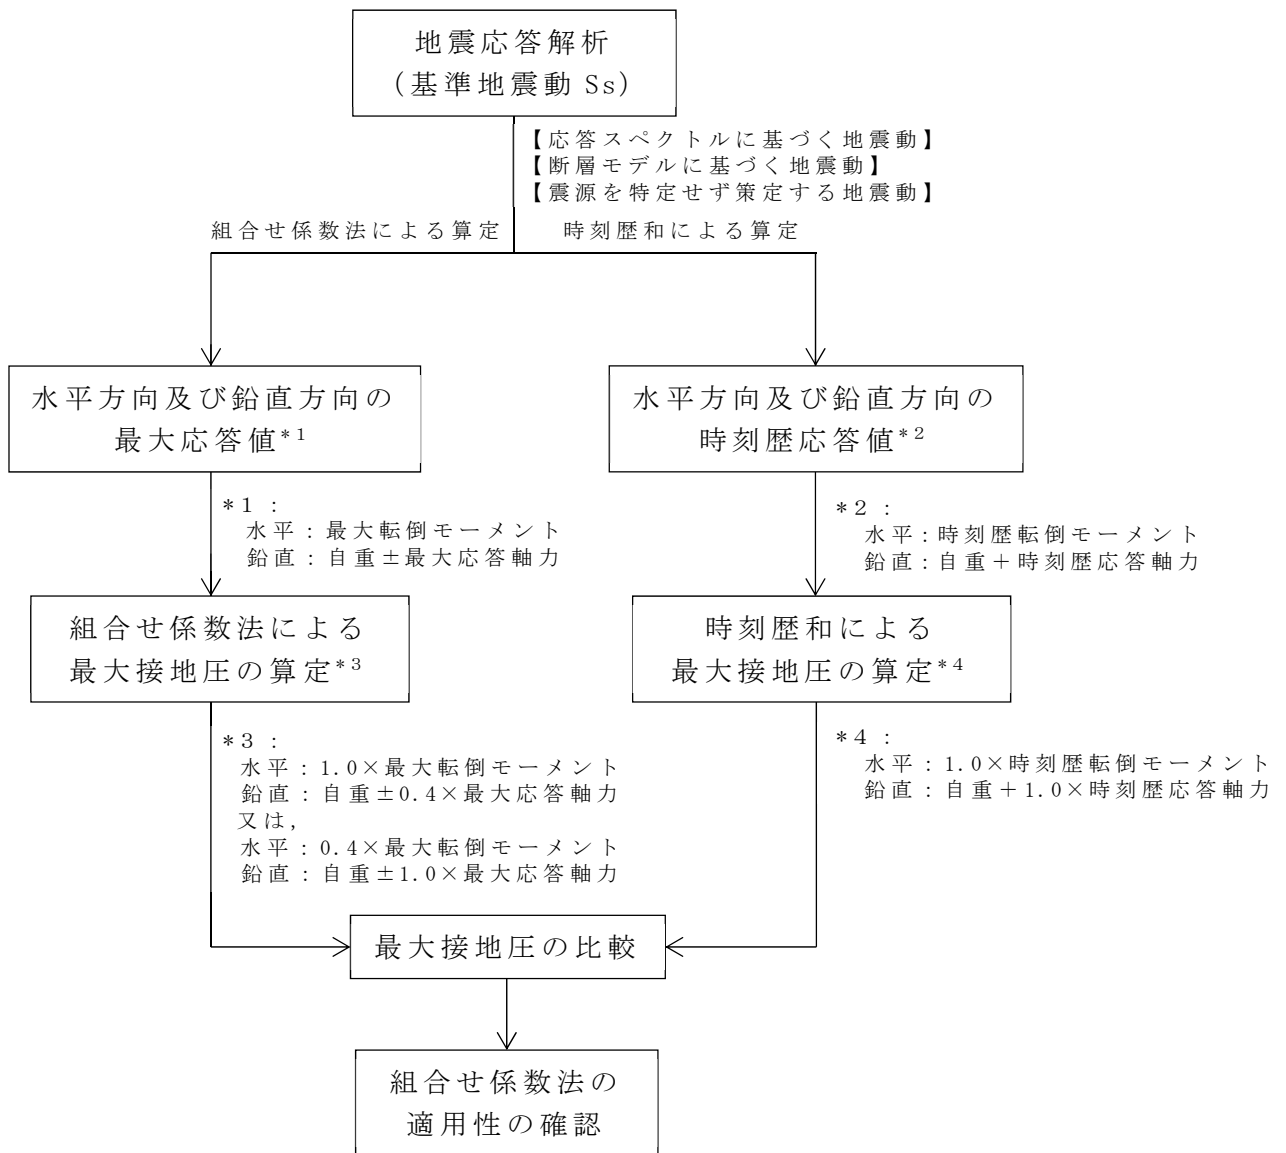 地震応答解析
(基準地震動 Ss)
【応答スペクトルに基づく地震動】
【断層モデルに基づく地震動】
【震源を特定せず策定する地震動】
組合せ係数法による算定
時刻歴和による算定
水平方向及び鉛直方向の
最大応答値*1
水平方向及び鉛直方向の
時刻歴応答値*2
*1:
水平:最大転倒モーメント
鉛直:自重±最大応答軸力
*2:
水平:時刻歴転倒モーメント
鉛直:自重+時刻歴応答軸力
組合せ係数法による
最大接地圧の算定*3
時刻歴和による
最大接地圧の算定*4
*3:
水平:1.0×最大転倒モーメント
鉛直:自重±0.4×最大応答軸力
又は,
水平:0.4×最大転倒モーメント
鉛直:自重±1.0×最大応答軸力
*4:
水平:1.0×時刻歴転倒モーメント
鉛直:自重+1.0×時刻歴応答軸力
最大接地圧の比較
組合せ係数法の
適用性の確認